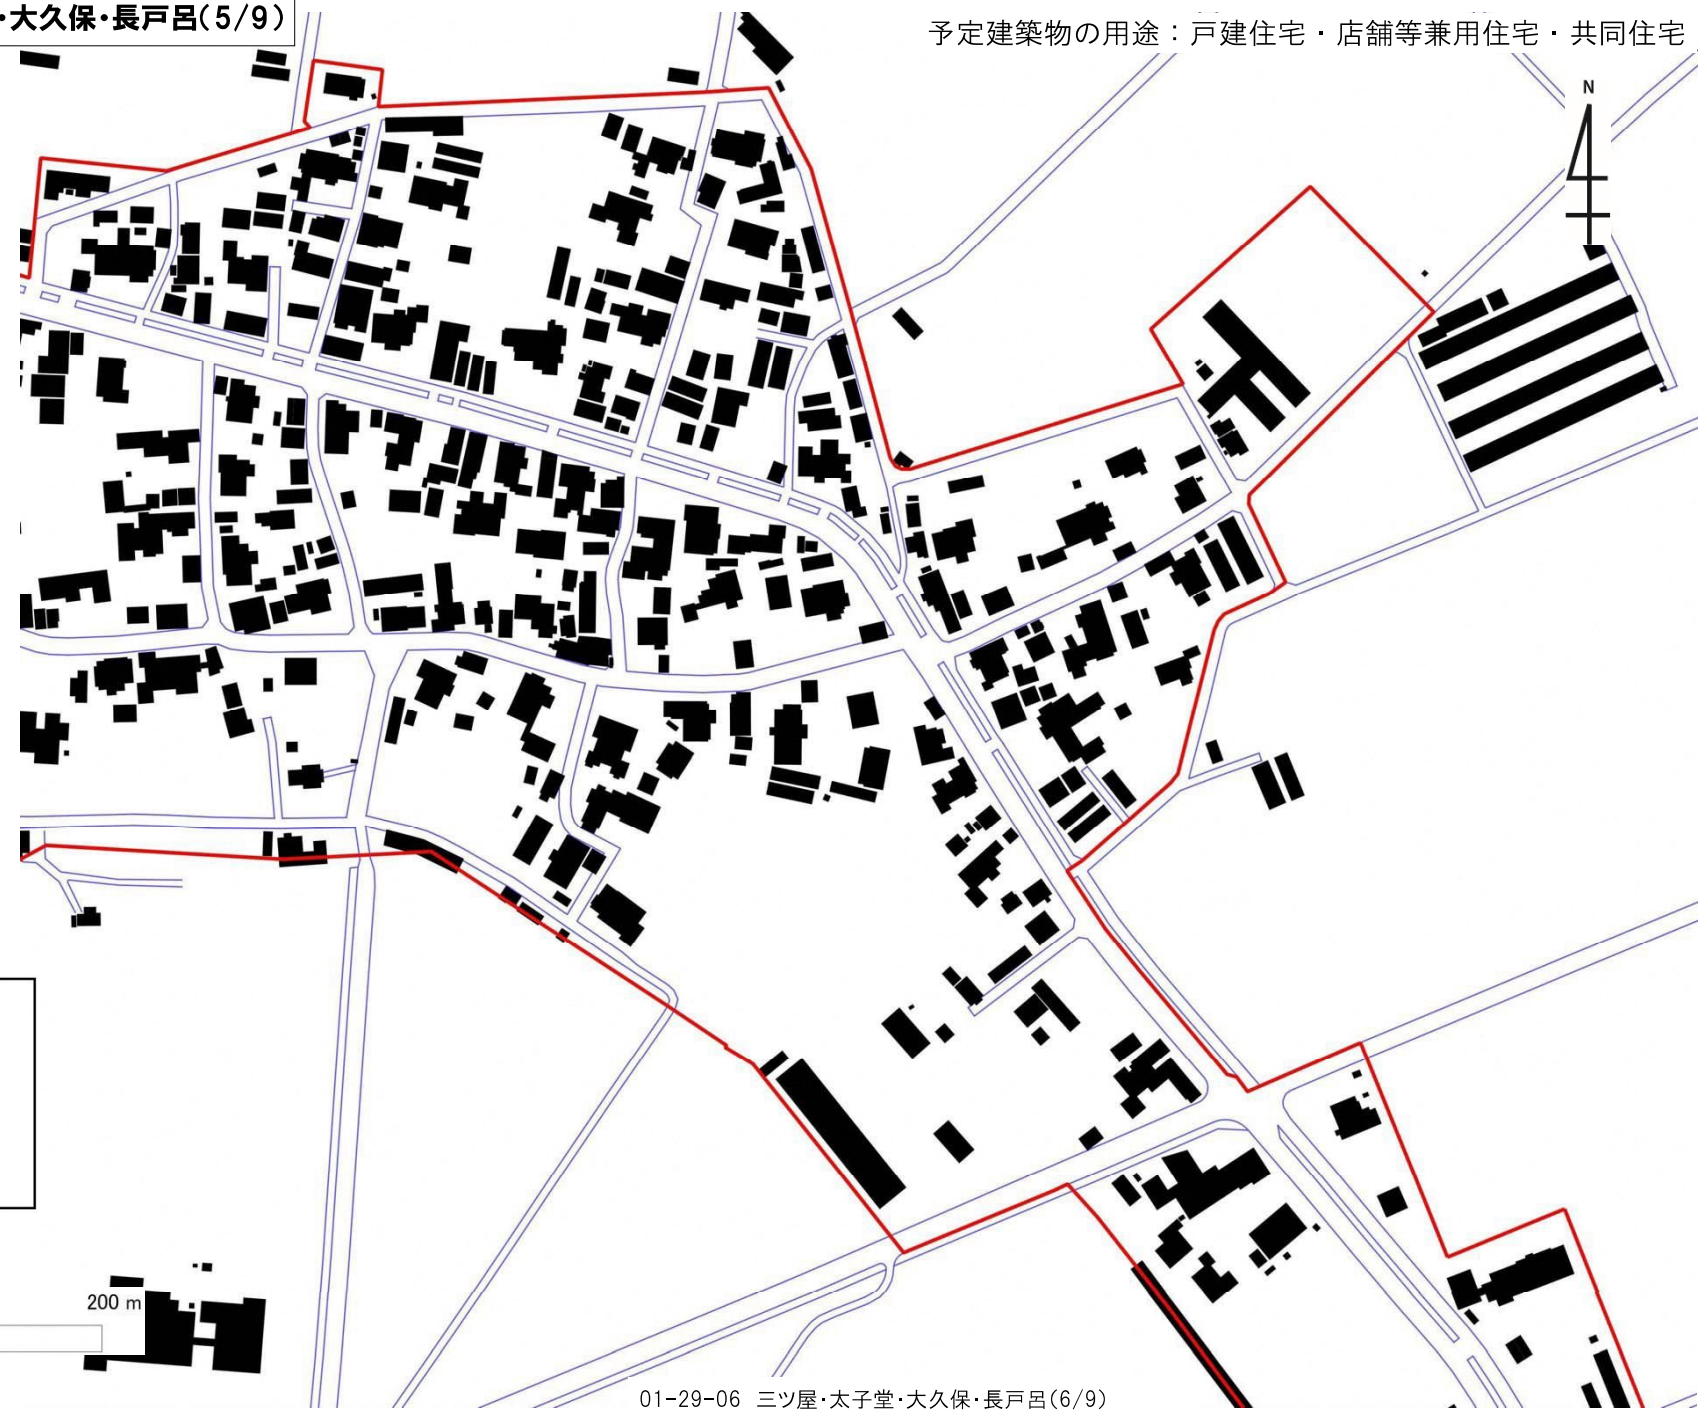 ・大久保・長戸呂（5/9）
予定建築物の用途：戸建住宅・店舗等兼用住宅・共同住宅
N
200 m
01-29-06 三ツ屋・太子堂・大久保・長戸呂（6/9）